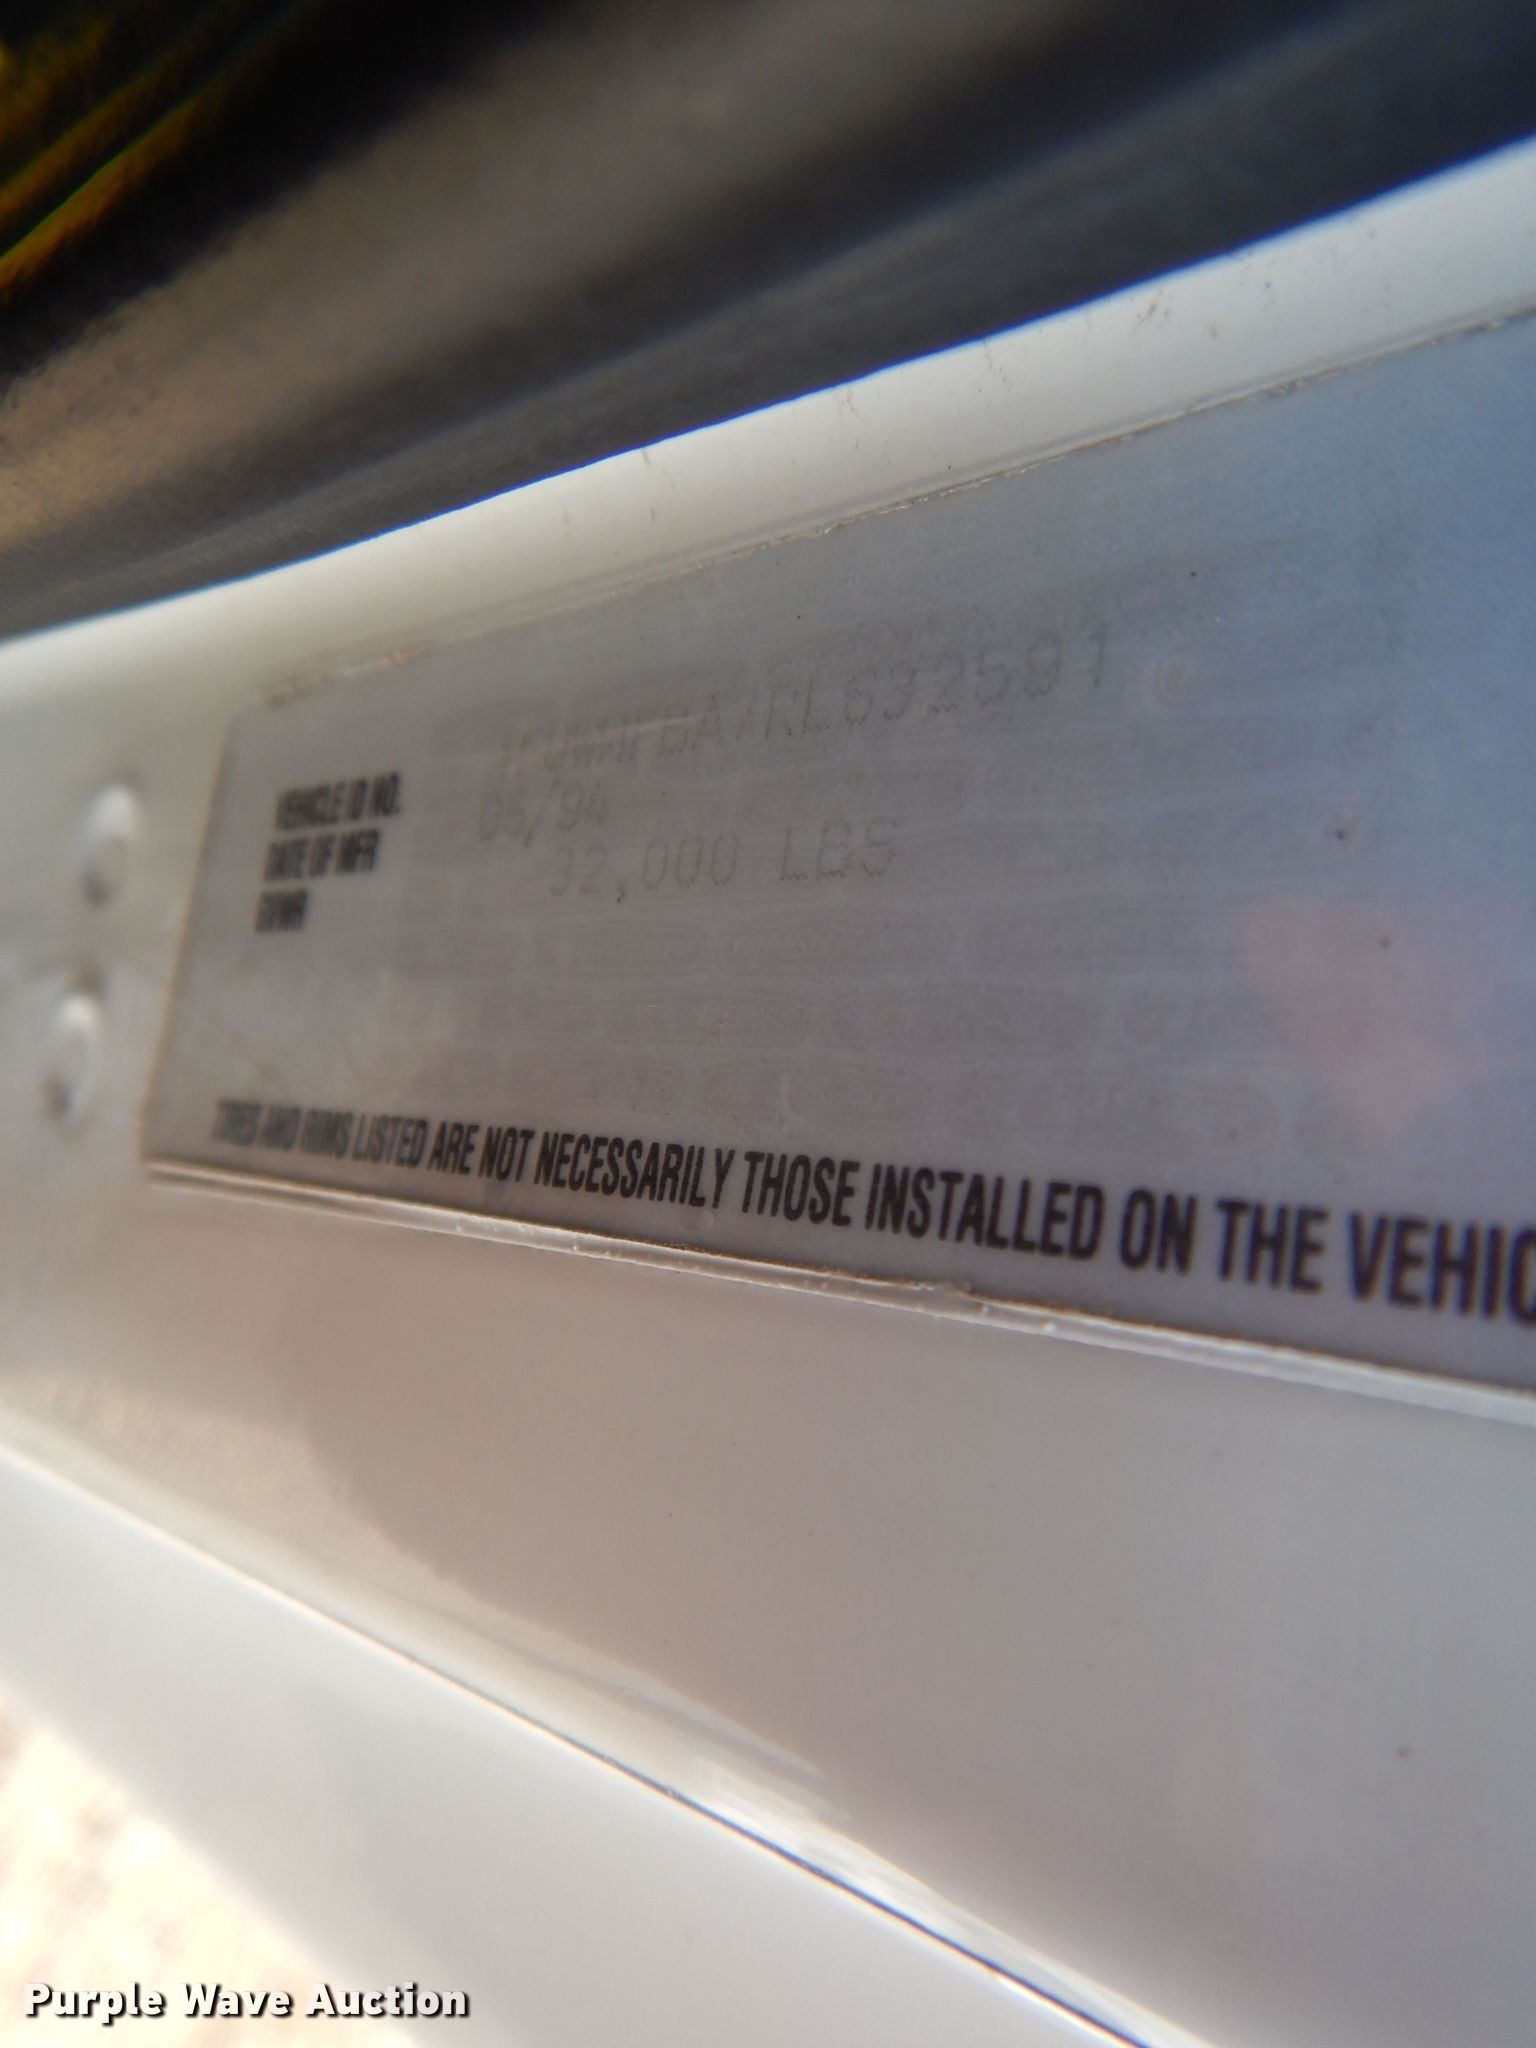 VEHICLE ID NO.
DATE OF MFR 05/94
GVWR 32,000 LBS
TIRES AND RIMS LISTED ARE NOT NECESSARILY THOSE INSTALLED ON THE VEHIC
Purple Wave Auction